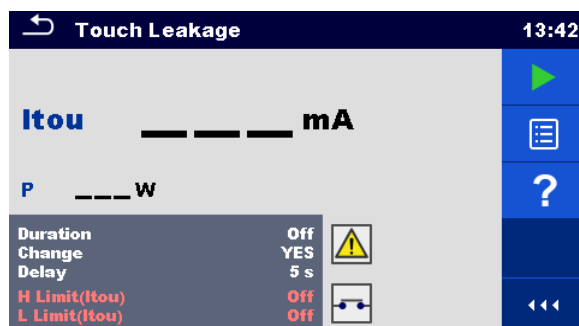 Touch Leakage 13:42
Itou _ _ _ mA
P _ _ _ W
?
Duration Off
Change YES
Delay 5 s
H Limit(Itou) Off
L Limit(Itou) Off